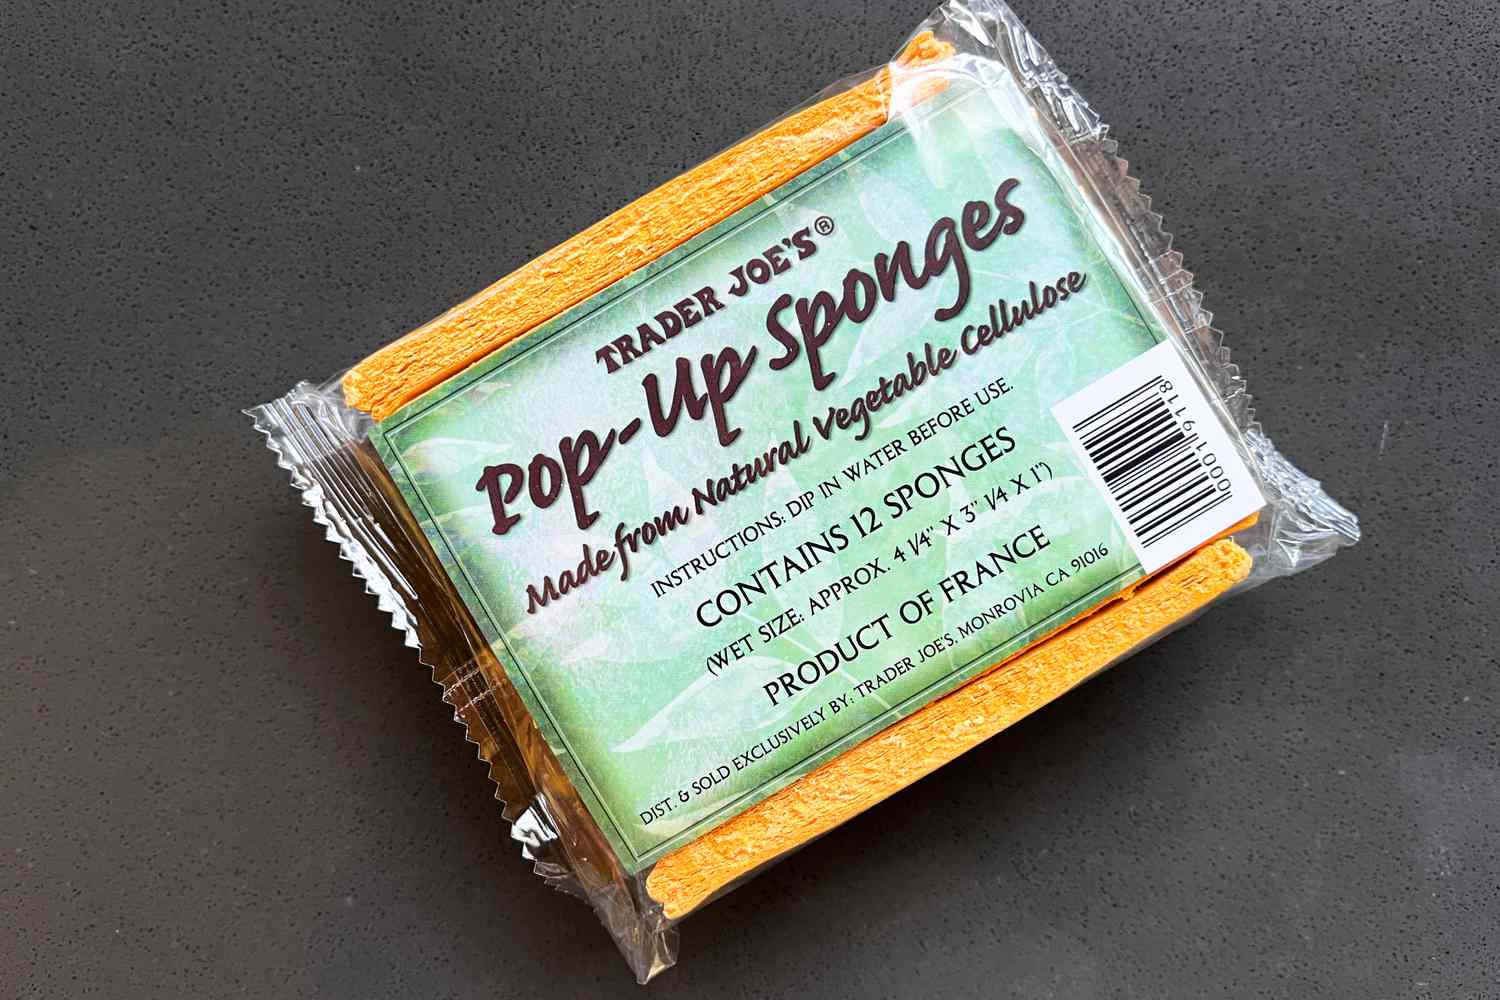 TRADER JOE'S®
Pop-Up Sponges
Made from Natural Vegetable Cellulose
INSTRUCTIONS: DIP IN WATER BEFORE USE.
CONTAINS 12 SPONGES
(WET SIZE: APPROX. 4 1/4" X 3" 1/4 X 1")
PRODUCT OF FRANCE
DIST. & SOLD EXCLUSIVELY BY: TRADER JOE'S, MONROVIA CA 91016
00019118